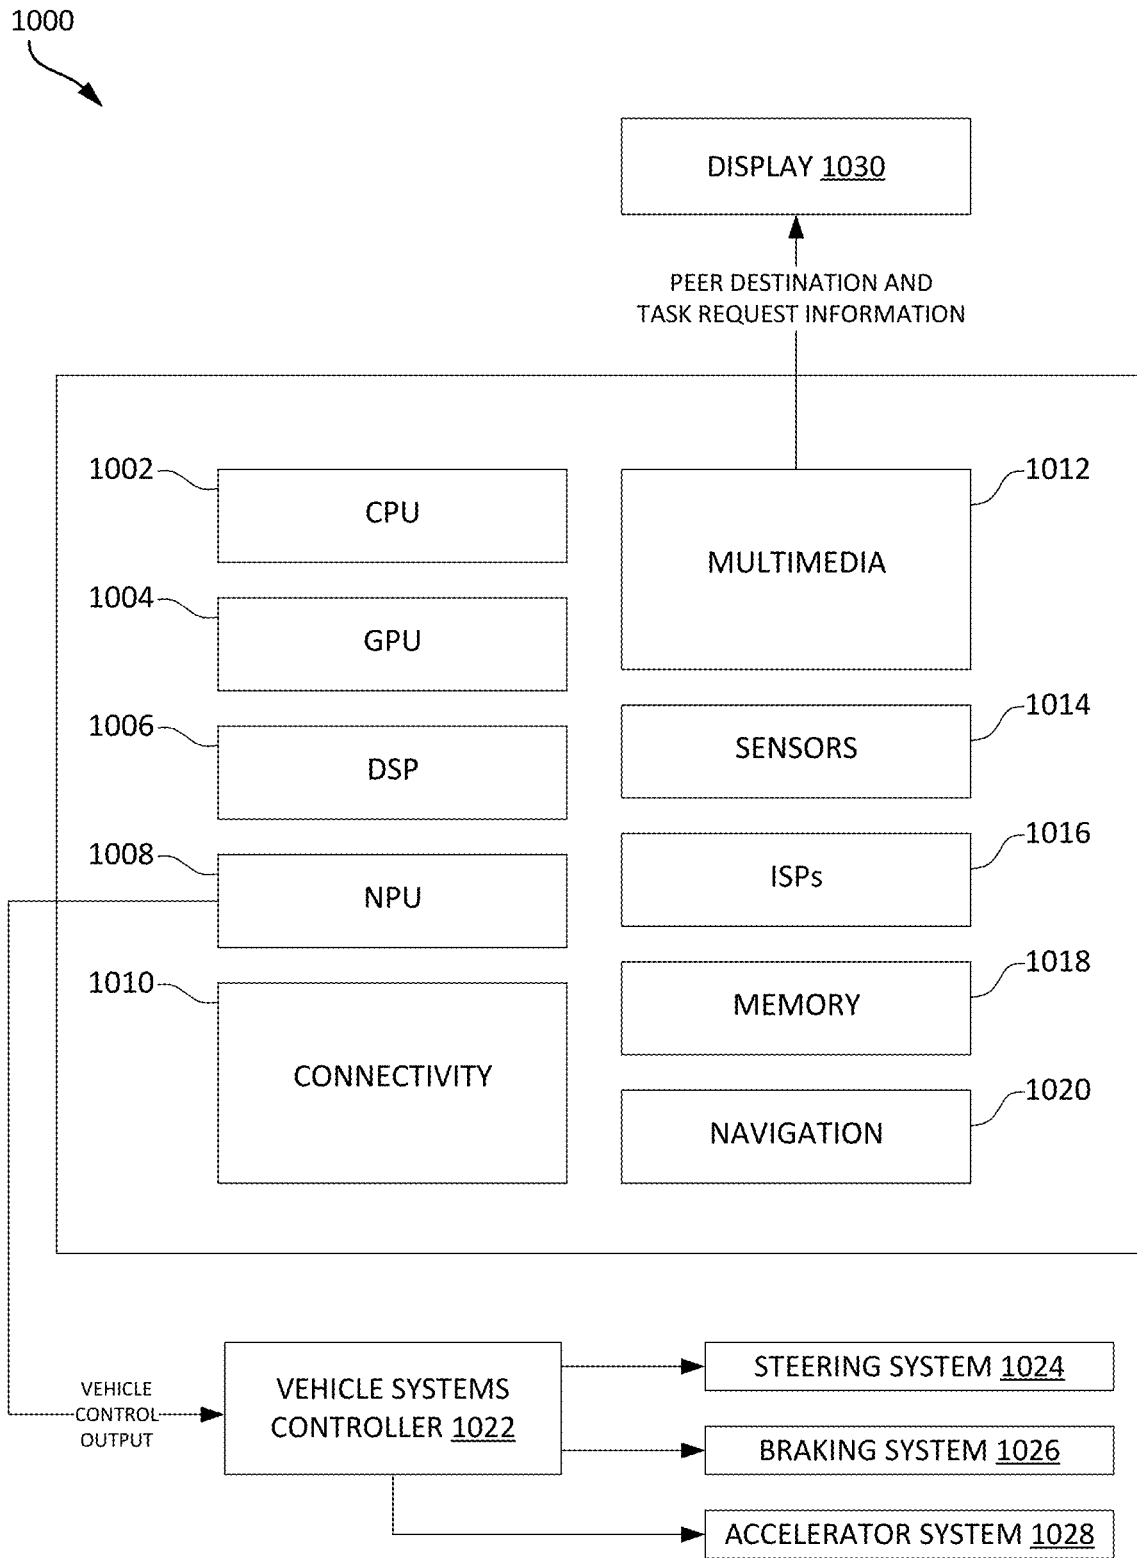 1000
DISPLAY 1030
PEER DESTINATION AND
TASK REQUEST INFORMATION
1002
CPU
MULTIMEDIA
1012
1004
GPU
1006
DSP
SENSORS
1014
1008
NPU
ISPs
1016
1010
CONNECTIVITY
MEMORY
1018
NAVIGATION
1020
VEHICLE
CONTROL
OUTPUT
VEHICLE SYSTEMS
CONTROLLER 1022
STEERING SYSTEM 1024
BRAKING SYSTEM 1026
ACCELERATOR SYSTEM 1028